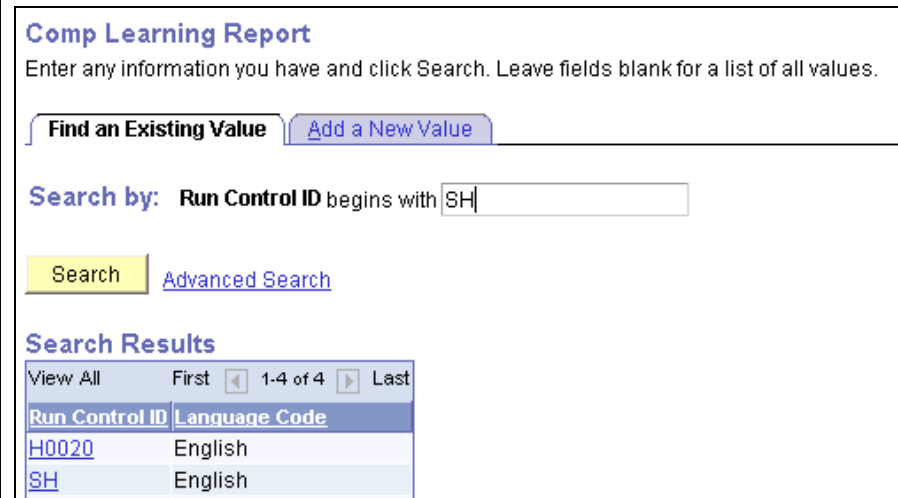 Comp Learning Report
Enter any information you have and click Search. Leave fields blank for a list of all values.
Find an Existing Value Add a New Value
Search by: Run Control ID begins with SH
Search Advanced Search
Search Results
View All First 1-4 of 4 Last
Run Control ID Language Code
H0020 English
SH English